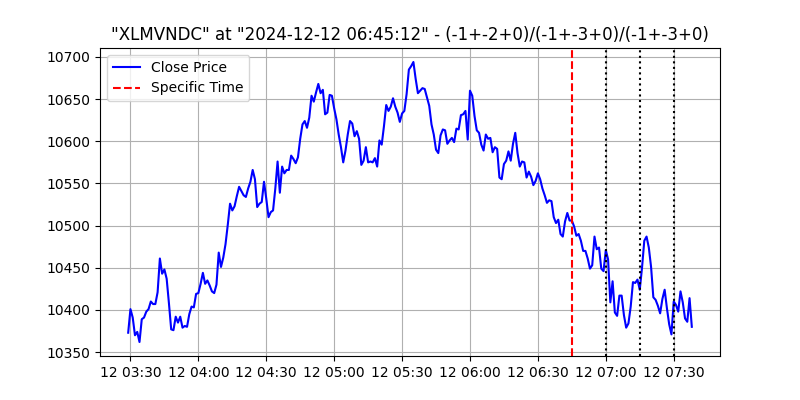 "XLMVNDC" at "2024-12-12 06:45:12" - (-1+-2+0)/(-1+-3+0)/(-1+-3+0)
Close Price
Specific Time
10700
10650
10600
10550
10500
10450
10400
10350
12 03:30 12 04:00 12 04:30 12 05:00 12 05:30 12 06:00 12 06:30 12 07:00 12 07:30